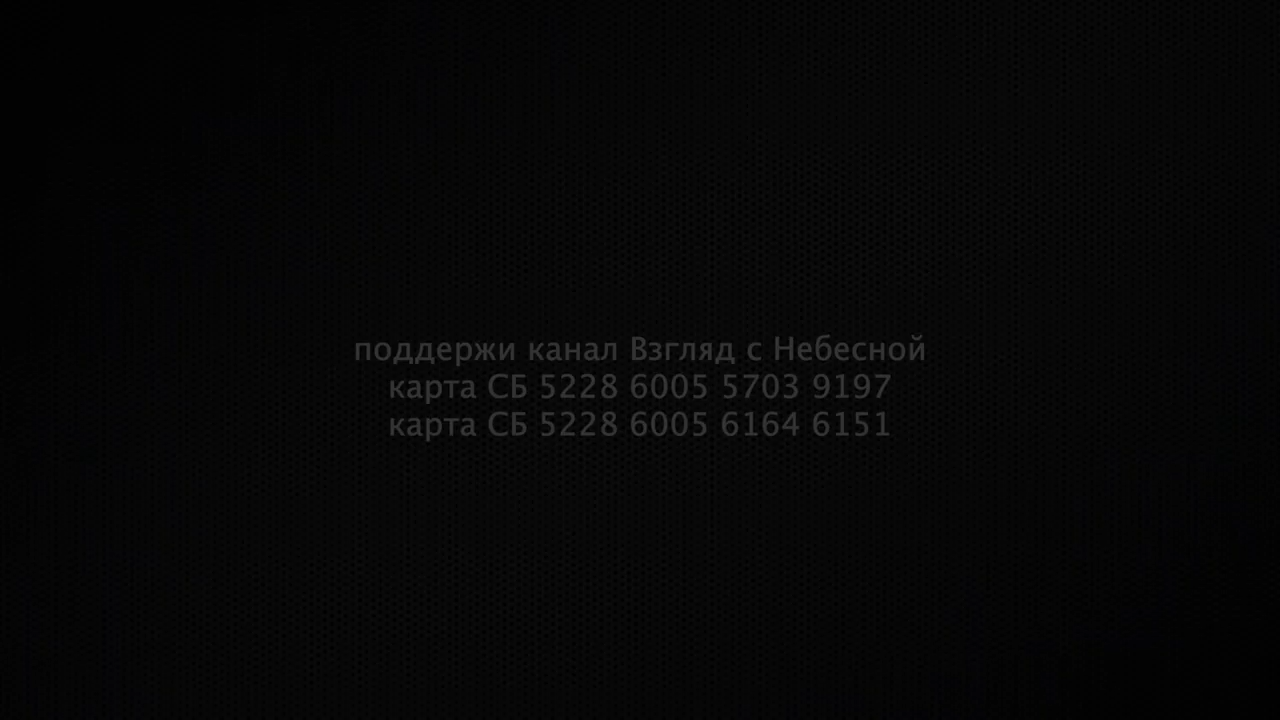 поддержи канал Взгляд с Небесной
карта СБ 5228 6005 5703 9197
карта СБ 5228 6005 6164 6151